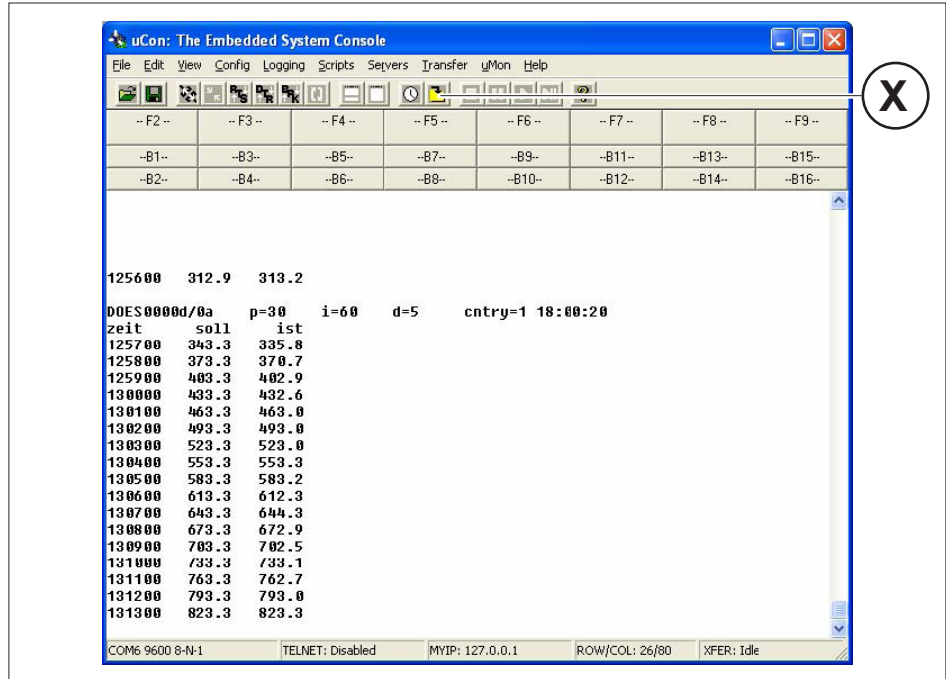 uCon: The Embedded System Console
File Edit View Config Logging Scripts Servers Transfer uMon Help
RTS DTR BRK
X
-- F2 -- -- F3 -- -- F4 -- -- F5 -- -- F6 -- -- F7 -- -- F8 -- -- F9 --
--B1-- --B3-- --B5-- --B7-- --B9-- --B11-- --B13-- --B15--
--B2-- --B4-- --B6-- --B8-- --B10-- --B12-- --B14-- --B16--
125600 312.9 313.2
DOES0000d/0a p=30 i=60 d=5 cntry=1 18:00:20
zeit soll ist
125700 343.3 335.8
125800 373.3 370.7
125900 403.3 402.9
130000 433.3 432.6
130100 463.3 463.0
130200 493.3 493.0
130300 523.3 523.0
130400 553.3 553.3
130500 583.3 583.2
130600 613.3 612.3
130700 643.3 644.3
130800 673.3 672.9
130900 703.3 702.5
131000 733.3 733.1
131100 763.3 762.7
131200 793.3 793.0
131300 823.3 823.3
COM6 9600 8-N-1 TELNET: Disabled MYIP: 127.0.0.1 ROW/COL: 26/80 XFER: Idle